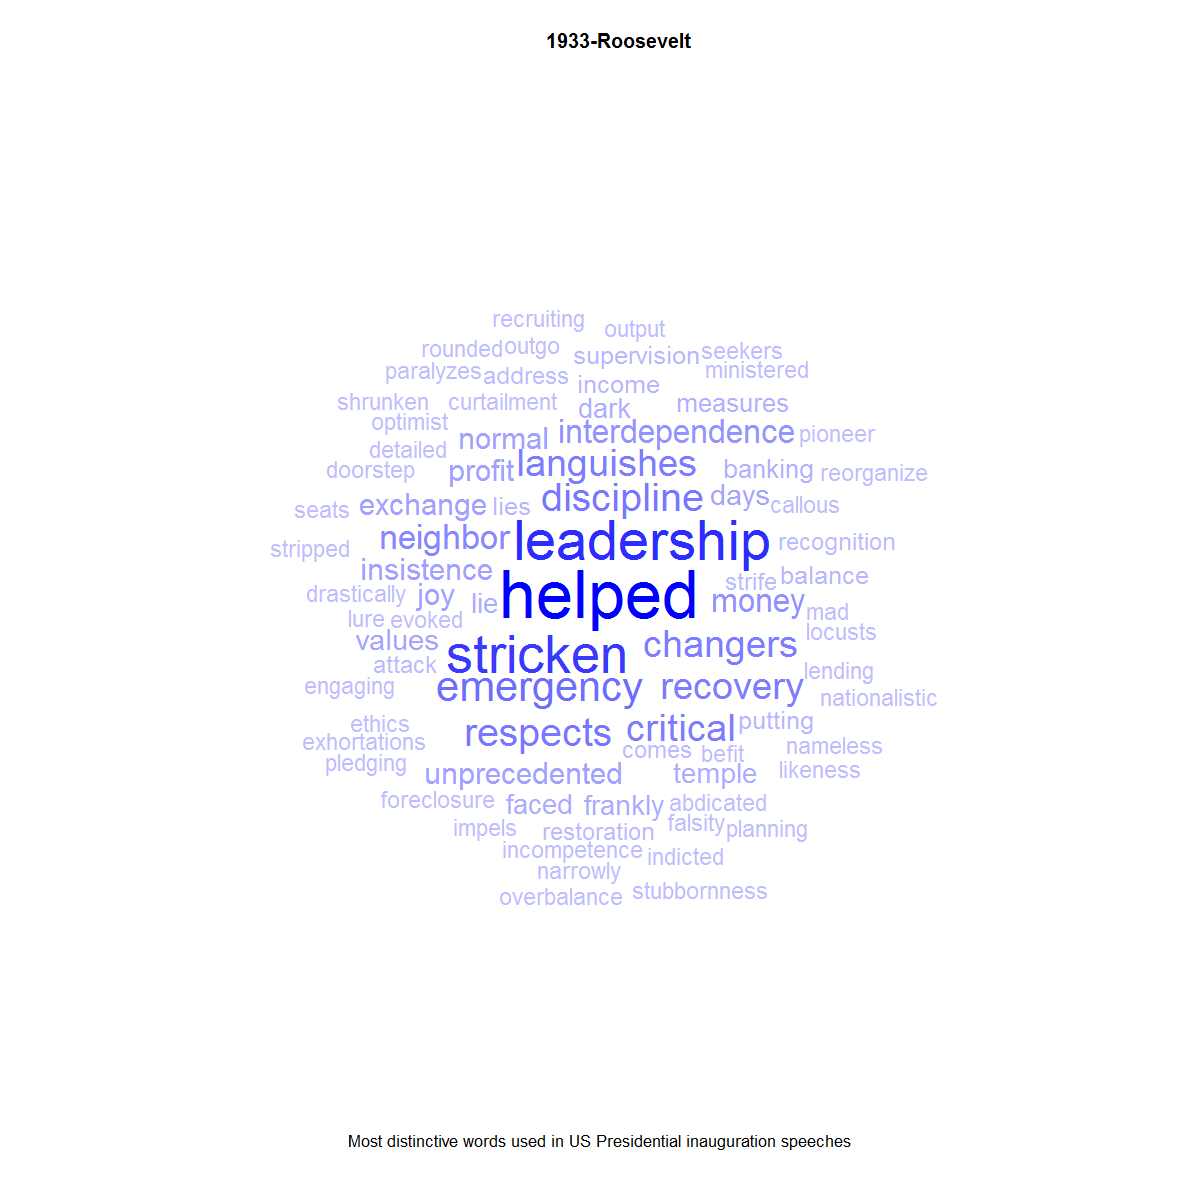 1933-Roosevelt
recruiting
output
rounded outgo supervision seekers
paralyzes address income ministered
shrunken curtailment dark measures
optimist normal interdependence pioneer
detailed languishes
doorstep profit banking reorganize
seats exchange lies discipline days callous
stripped neighbor leadership recognition
insistence strife balance
drastically joy lie helped money mad
lure evoked locusts
values stricken changers
attack lending
engaging emergency recovery nationalistic
ethics respects critical putting
exhortations comes befit nameless
pledging unprecedented temple likeness
foreclosure faced frankly abdicated
impels restoration falsity planning
incompetence indicted
narrowly
overbalance stubbornness
Most distinctive words used in US Presidential inauguration speeches